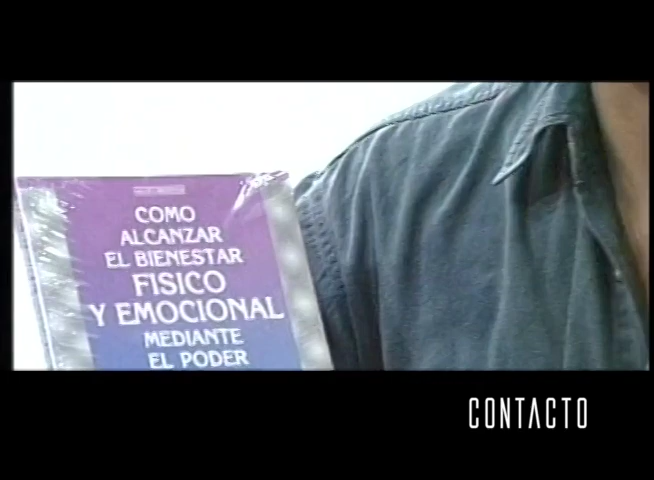 COMO
ALCANZAR
EL BIENESTAR
FISICO
Y EMOCIONAL
MEDIANTE
EL PODER
CONTACTO